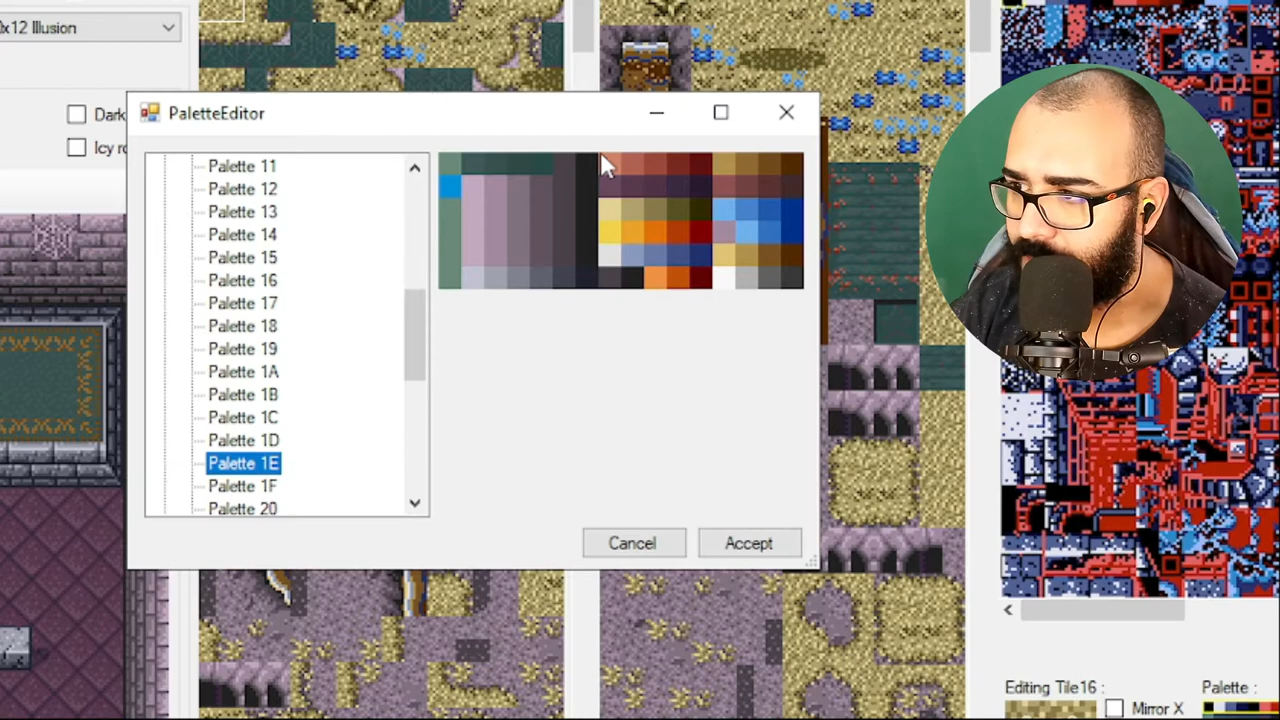 0x12 Illusion
Dark
Icy ro
PaletteEditor
Palette 11
Palette 12
Palette 13
Palette 14
Palette 15
Palette 16
Palette 17
Palette 18
Palette 19
Palette 1A
Palette 1B
Palette 1C
Palette 1D
Palette 1E
Palette 1F
Palette 20
Cancel
Accept
Editing Tile16 :
Mirror X
Palette :